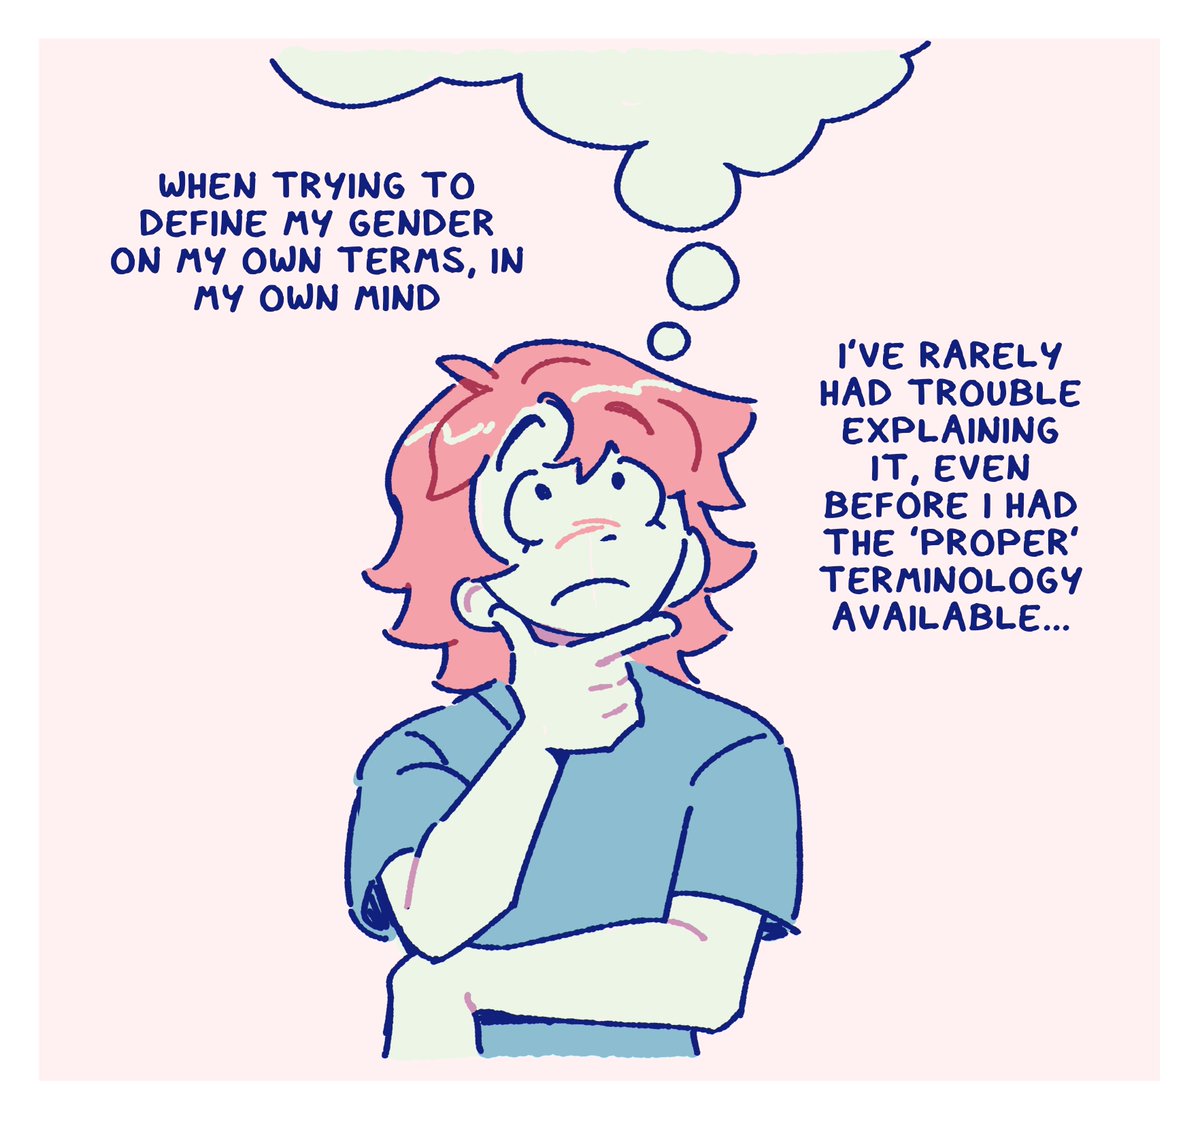 WHEN TRYING TO
DEFINE MY GENDER
ON MY OWN TERMS, IN
MY OWN MIND
I'VE RARELY
HAD TROUBLE
EXPLAINING
IT, EVEN
BEFORE I HAD
THE 'PROPER'
TERMINOLOGY
AVAILABLE...